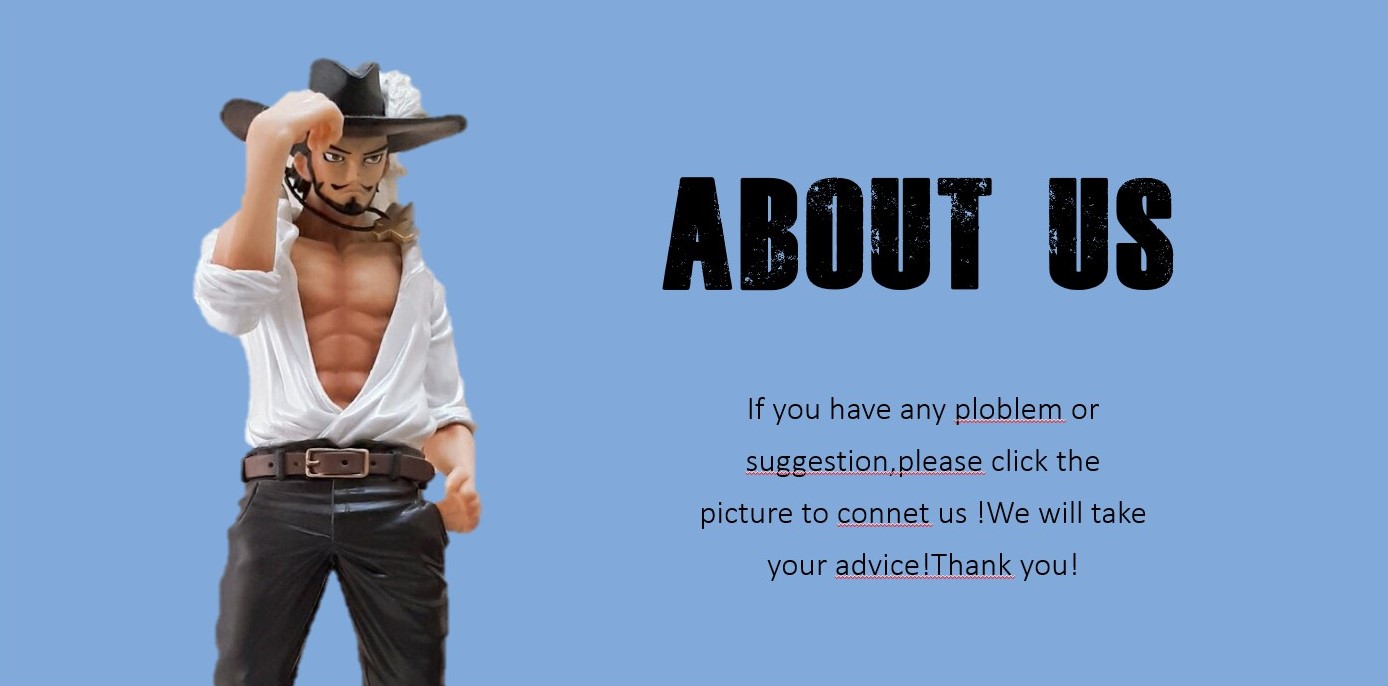 ABOUT US
If you have any ploblem or
suggestion,please click the
picture to connet us !We will take
your advice!Thank you!